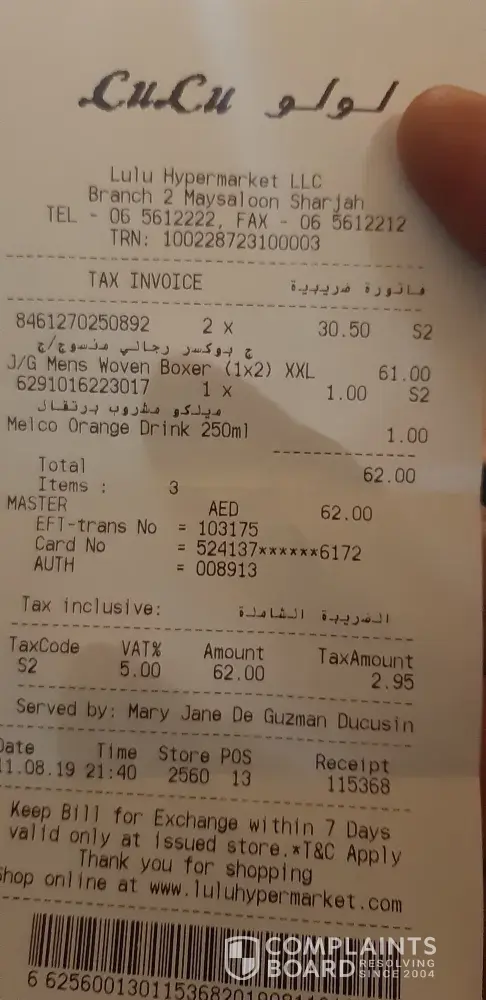 LuLu لولو
Lulu Hypermarket LLC
Branch 2 Maysaloon Sharjah
TEL - 06 5612222, FAX - 06 5612212
TRN: 100228723100003
TAX INVOICE فاتورة ضريبية
8461270250892 2 x 30.50 S2
ج بوكسر رجالي منسوج/ج
J/G Mens Woven Boxer (1x2) XXL 61.00
6291016223017 1 x 1.00 S2
ميلكو مشروب برتقال
Melco Orange Drink 250ml 1.00
Total 62.00
Items : 3
MASTER AED 62.00
EFT-trans No = 103175
Card No = 524137******6172
AUTH = 008913
Tax inclusive: الضريبة الشاملة
TaxCode VAT% Amount TaxAmount
S2 5.00 62.00 2.95
Served by: Mary Jane De Guzman Ducusin
Date Time Store POS Receipt
11.08.19 21:40 2560 13 115368
Keep Bill for Exchange within 7 Days
valid only at issued store.*T&C Apply
Thank you for shopping
Shop online at www.luluhypermarket.com
COMPLAINTS
BOARD RESOLVING SINCE 2004